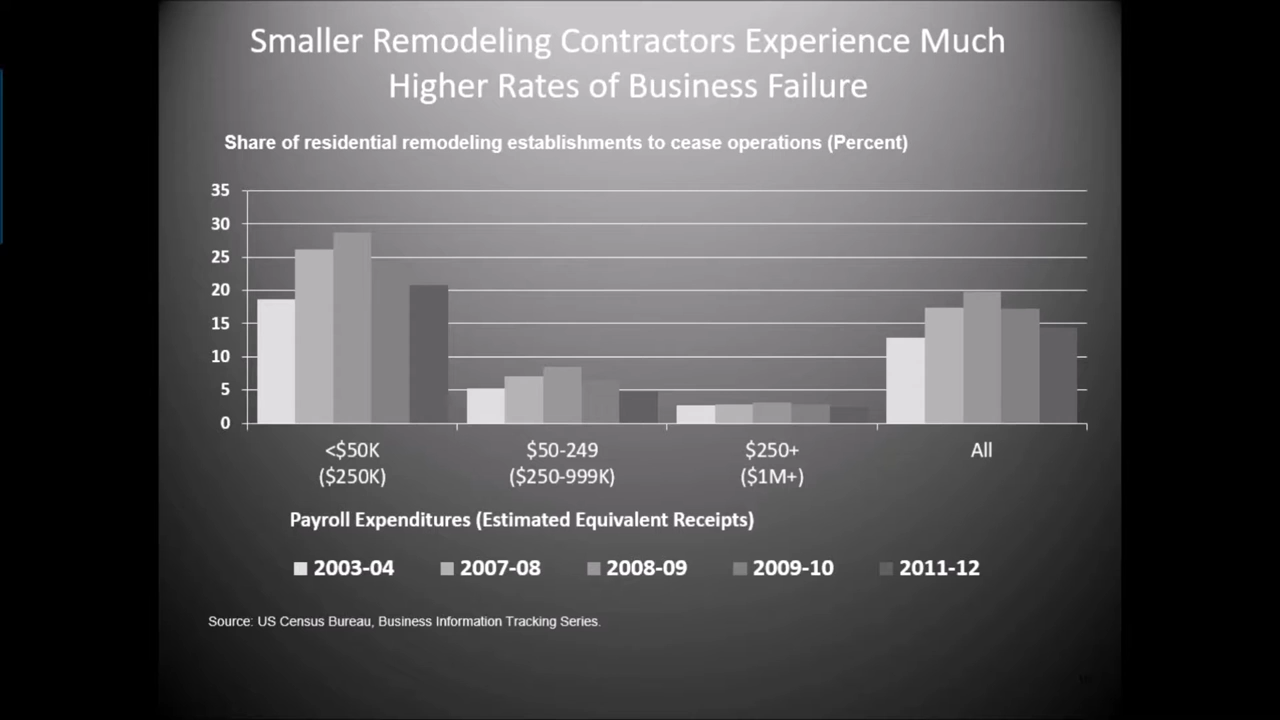 Smaller Remodeling Contractors Experience Much
Higher Rates of Business Failure
Share of residential remodeling establishments to cease operations (Percent)
35
30
25
20
15
10
5
0
<$50K
($250K)
$50-249
($250-999K)
$250+
($1M+)
All
Payroll Expenditures (Estimated Equivalent Receipts)
2003-04 2007-08 2008-09 2009-10 2011-12
Source: US Census Bureau, Business Information Tracking Series.